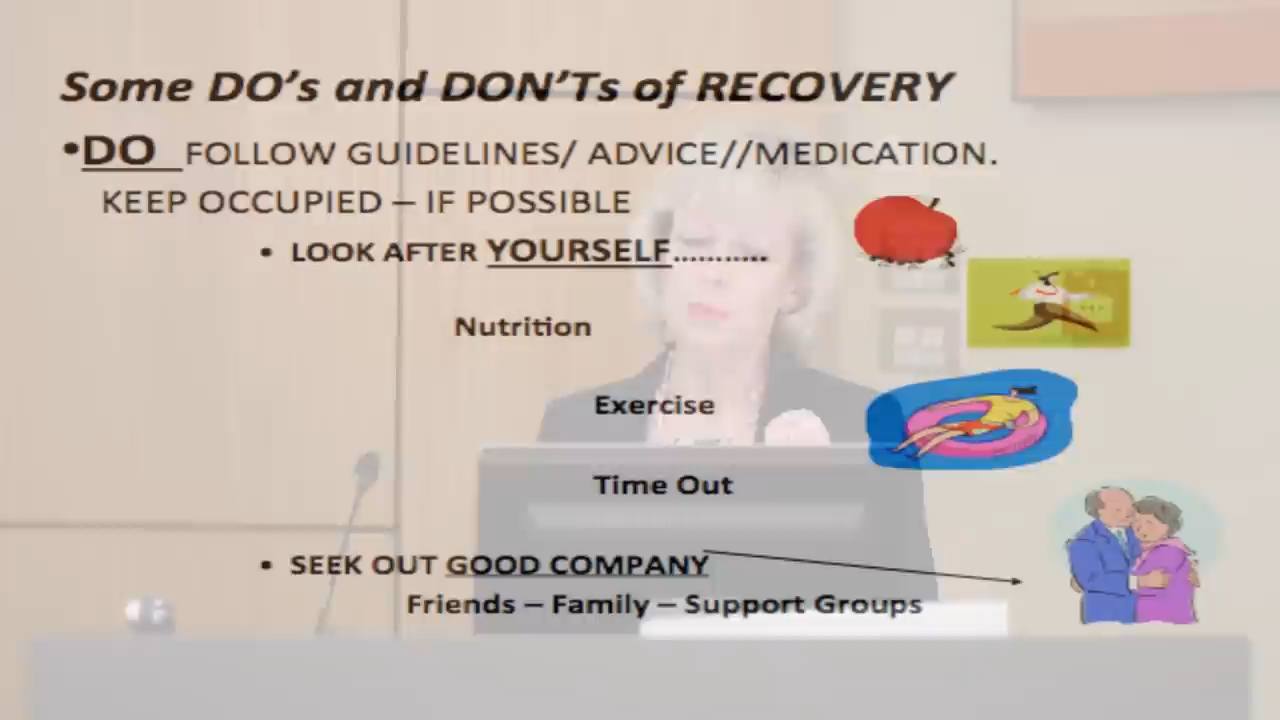 Some DO's and DON'Ts of RECOVERY
•DO FOLLOW GUIDELINES/ ADVICE//MEDICATION.
KEEP OCCUPIED – IF POSSIBLE
• LOOK AFTER YOURSELF...........
Nutrition
Exercise
Time Out
• SEEK OUT GOOD COMPANY
Friends – Family – Support Groups